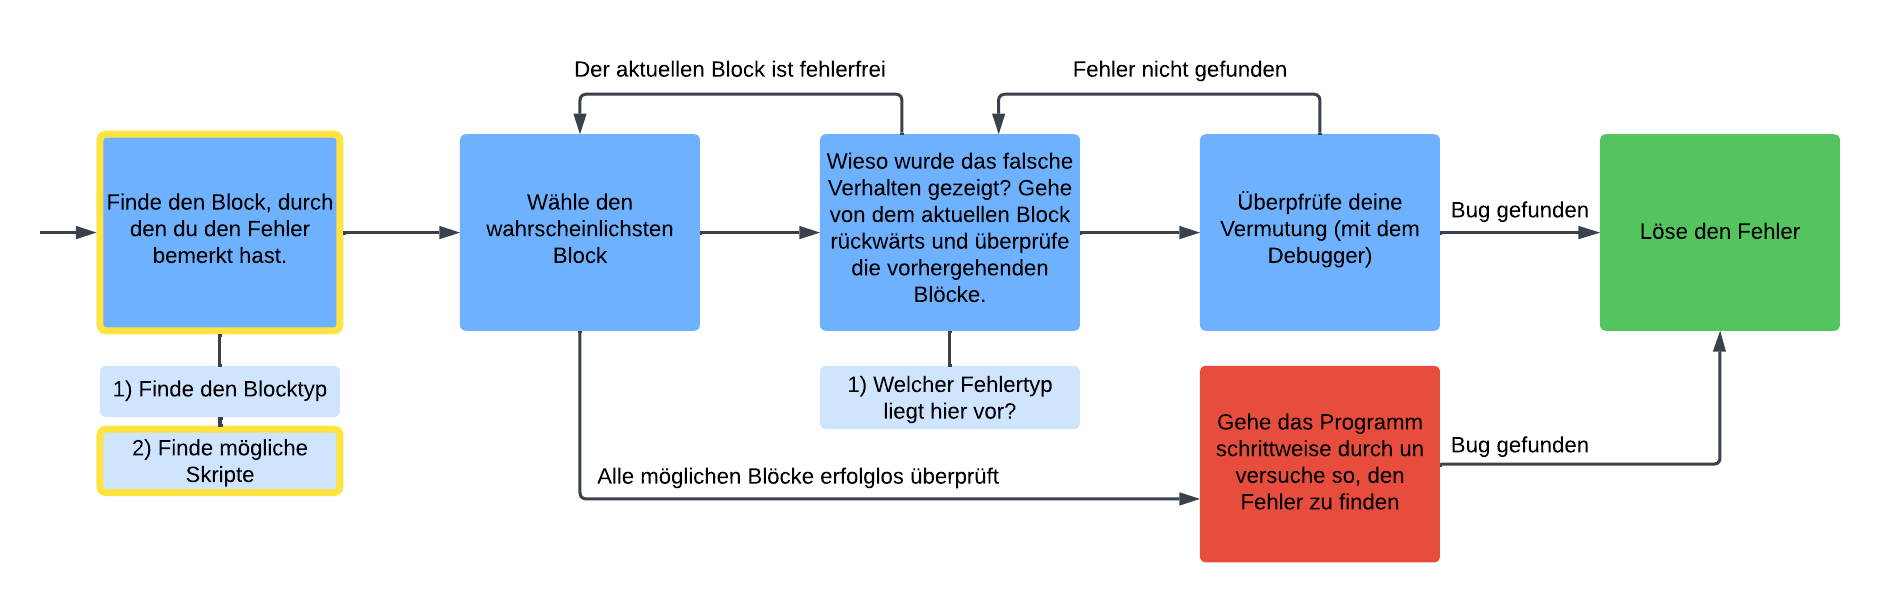 Der aktuellen Block ist fehlerfrei
Fehler nicht gefunden
Finde den Block, durch
den du den Fehler
bemerkt hast.
Wähle den
wahrscheinlichsten
Block
Wieso wurde das falsche
Verhalten gezeigt? Gehe
von dem aktuellen Block
rückwärts und überprüfe
die vorhergehenden
Blöcke.
Überpfrüfe deine
Vermutung (mit dem
Debugger)
Bug gefunden
Löse den Fehler
1) Finde den Blocktyp
2) Finde mögliche
Skripte
1) Welcher Fehlertyp
liegt hier vor?
Alle möglichen Blöcke erfolglos überprüft
Gehe das Programm
schrittweise durch un
versuche so, den
Fehler zu finden
Bug gefunden